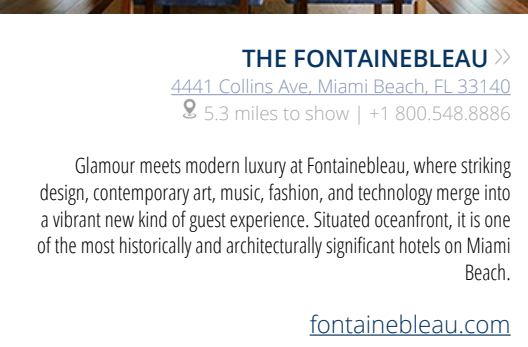 THE FONTAINEBLEAU »
4441 Collins Ave, Miami Beach, FL 33140
5.3 miles to show | +1 800.548.8886
Glamour meets modern luxury at Fontainebleau, where striking
design, contemporary art, music, fashion, and technology merge into
a vibrant new kind of guest experience. Situated oceanfront, it is one
of the most historically and architecturally significant hotels on Miami
Beach.
fontainebleau.com